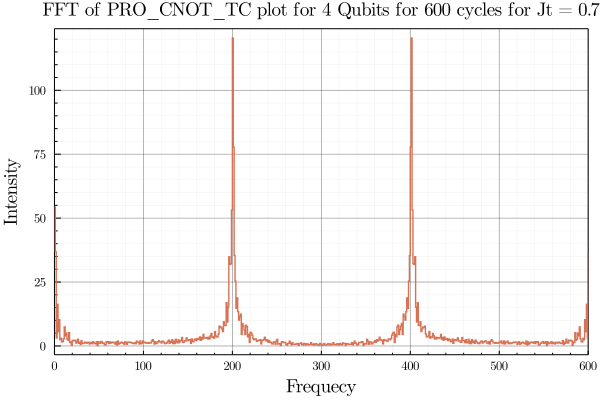 FFT of PRO_CNOT_TC plot for 4 Qubits for 600 cycles for Jt = 0.7
100
75
50
25
0
Intensity
0 100 200 300 400 500 600
Frequecy